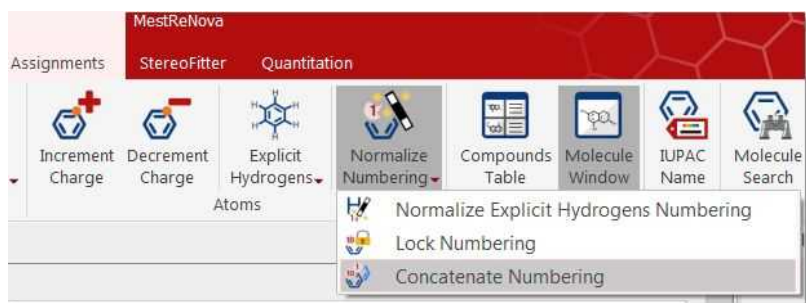 MestReNova
Assignments StereoFitter Quantitation
Increment Decrement Explicit Normalize Compounds Molecule IUPAC Molecule
Charge Charge Hydrogens Numbering Table Window Name Search
Atoms
Normalize Explicit Hydrogens Numbering
Lock Numbering
Concatenate Numbering